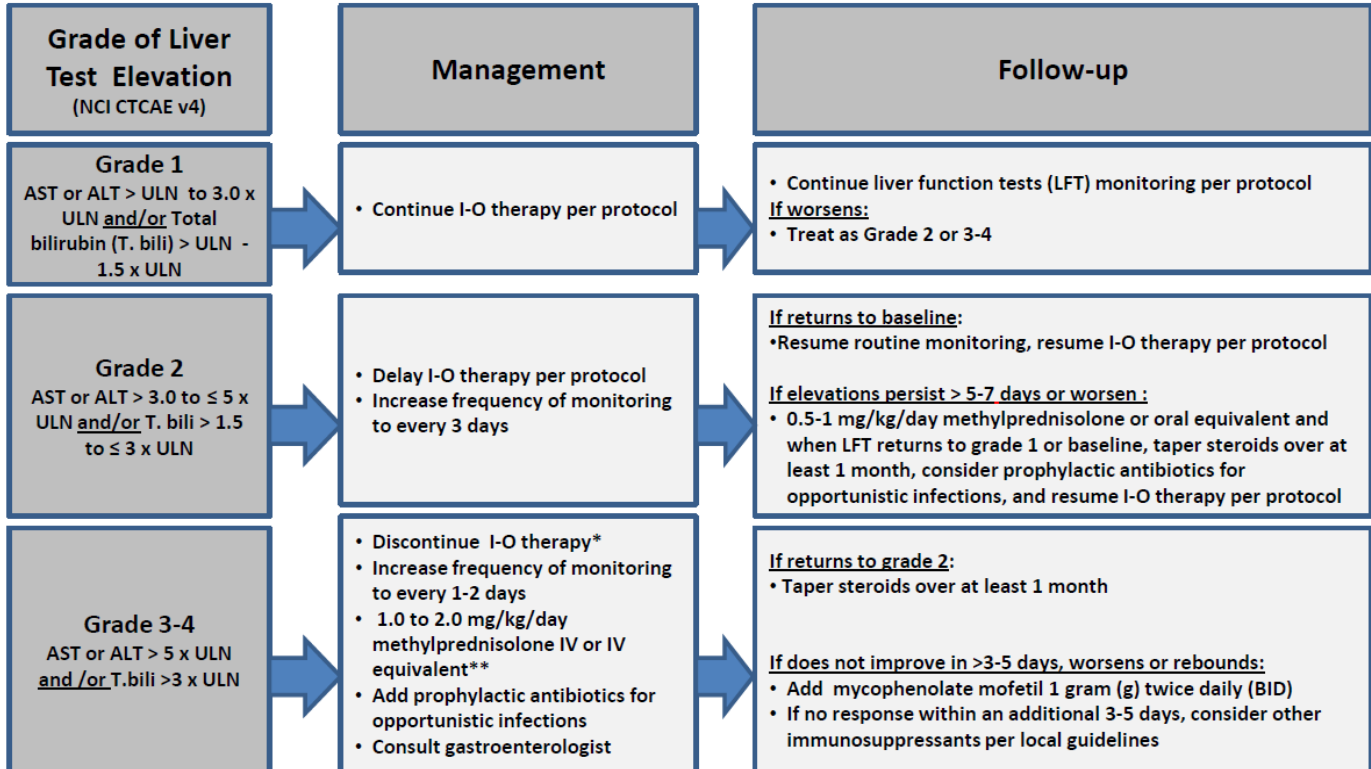 Grade of Liver
Test Elevation
(NCI CTCAE v4)
Management
Follow-up
Grade 1
AST or ALT > ULN to 3.0 x
ULN and/or Total
bilirubin (T. bili) > ULN -
1.5 x ULN
• Continue I-O therapy per protocol
• Continue liver function tests (LFT) monitoring per protocol
If worsens:
• Treat as Grade 2 or 3-4
Grade 2
AST or ALT > 3.0 to ≤ 5 x
ULN and/or T. bili > 1.5
to ≤ 3 x ULN
• Delay I-O therapy per protocol
• Increase frequency of monitoring
to every 3 days
If returns to baseline:
•Resume routine monitoring, resume I-O therapy per protocol
If elevations persist > 5-7 days or worsen :
• 0.5-1 mg/kg/day methylprednisolone or oral equivalent and
when LFT returns to grade 1 or baseline, taper steroids over at
least 1 month, consider prophylactic antibiotics for
opportunistic infections, and resume I-O therapy per protocol
Grade 3-4
AST or ALT > 5 x ULN
and /or T.bili >3 x ULN
• Discontinue I-O therapy*
• Increase frequency of monitoring
to every 1-2 days
• 1.0 to 2.0 mg/kg/day
methylprednisolone IV or IV
equivalent**
• Add prophylactic antibiotics for
opportunistic infections
• Consult gastroenterologist
If returns to grade 2:
• Taper steroids over at least 1 month
If does not improve in >3-5 days, worsens or rebounds:
• Add mycophenolate mofetil 1 gram (g) twice daily (BID)
• If no response within an additional 3-5 days, consider other
immunosuppressants per local guidelines